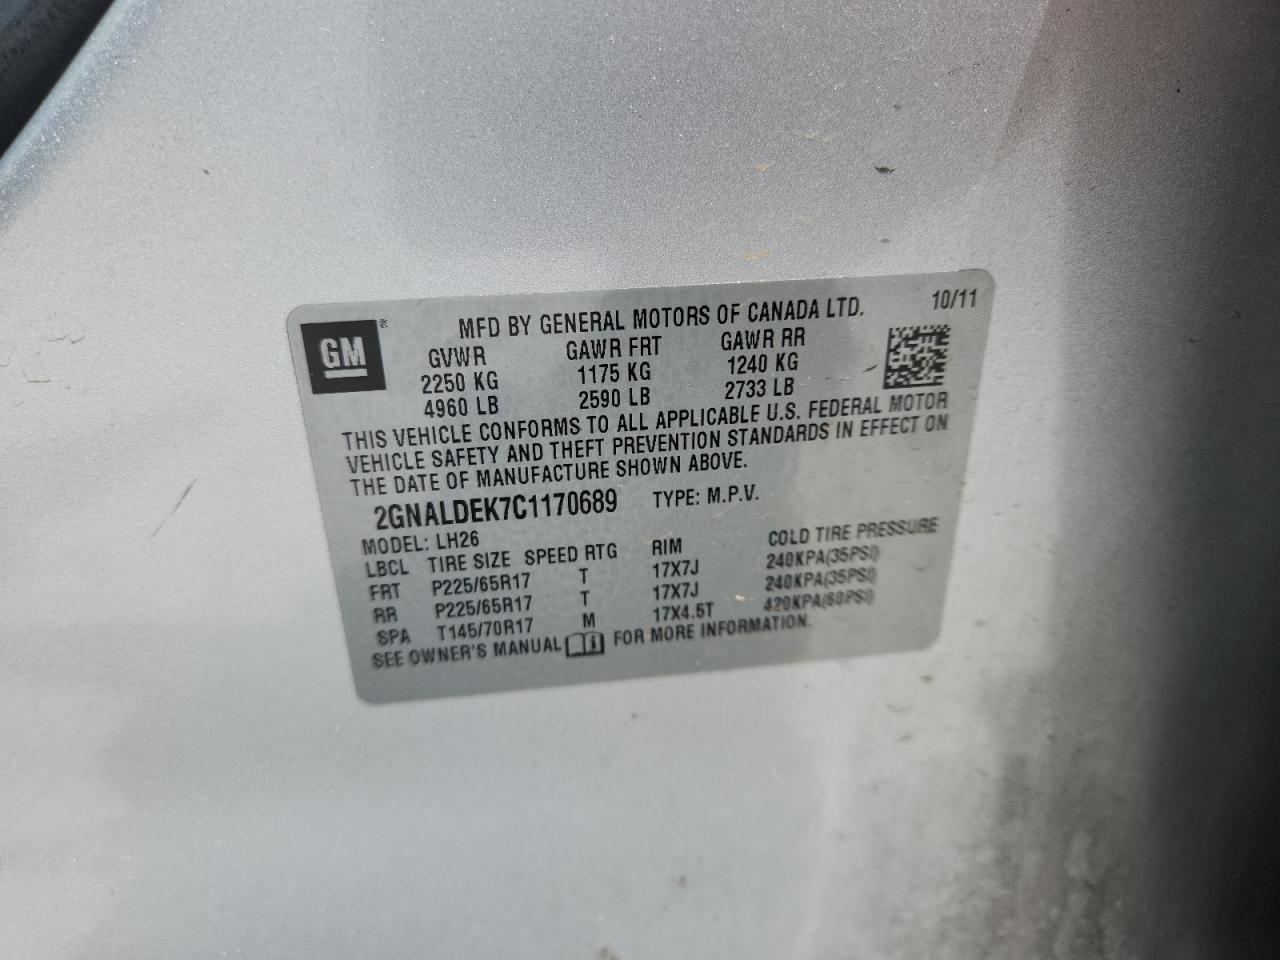 GM ®
MFD BY GENERAL MOTORS OF CANADA LTD. 10/11
GVWR GAWR FRT GAWR RR
2250 KG 1175 KG 1240 KG
4960 LB 2590 LB 2733 LB
THIS VEHICLE CONFORMS TO ALL APPLICABLE U.S. FEDERAL MOTOR
VEHICLE SAFETY AND THEFT PREVENTION STANDARDS IN EFFECT ON
THE DATE OF MANUFACTURE SHOWN ABOVE.
2GNALDEK7C1170689 TYPE: M.P.V.
MODEL: LH26
LBCL TIRE SIZE SPEED RTG RIM COLD TIRE PRESSURE
FRT P225/65R17 T 17X7J 240KPA(35PSI)
RR P225/65R17 T 17X7J 240KPA(35PSI)
SPA T145/70R17 M 17X4.5T 420KPA(60PSI)
SEE OWNER'S MANUAL FOR MORE INFORMATION.